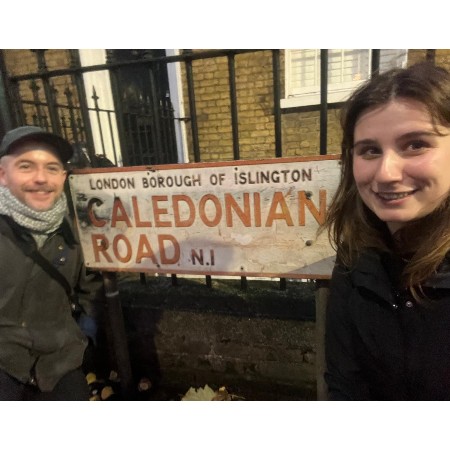 LONDON BOROUGH OF ISLINGTON
CALEDONIAN
ROAD N.1